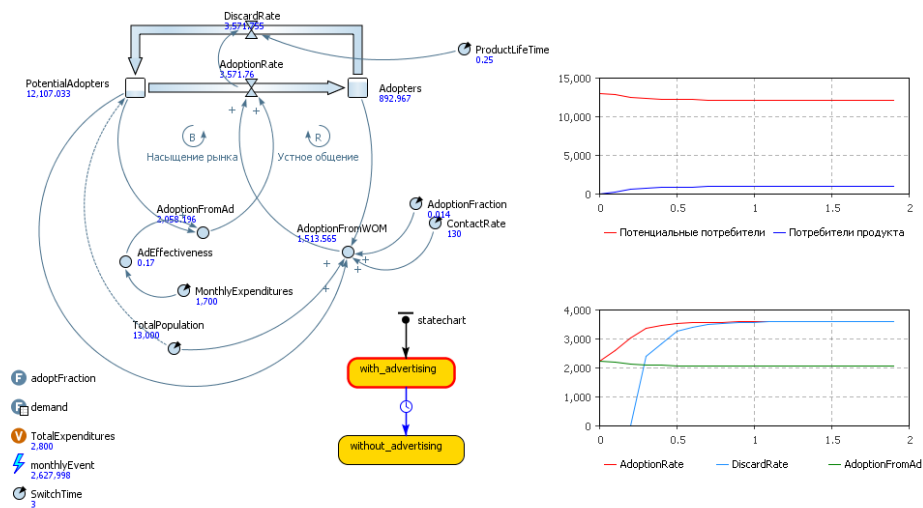 DiscardRate
3,571.755
ProductLifeTime
0.25
AdoptionRate
3,571.76
PotentialAdopters
12,107.033
Adopters
892.967
+ +
B
R
Насыщение рынка
Устное общение
AdoptionFromAd
2,058.196
AdoptionFraction
0.014
ContactRate
130
AdoptionFromWOM
1,513.565
AdEffectiveness
0.17
+ + + +
MonthlyExpenditures
1,700
TotalPopulation
13,000
statechart
with_advertising
without_advertising
F adoptFraction
F demand
V TotalExpenditures
2,800
monthlyEvent
2,627,998
SwitchTime
3
15,000
10,000
5,000
0
0 0.5 1 1.5 2
Потенциальные потребители Потребители продукта
4,000
3,000
2,000
1,000
0
0 0.5 1 1.5 2
AdoptionRate DiscardRate AdoptionFromAd